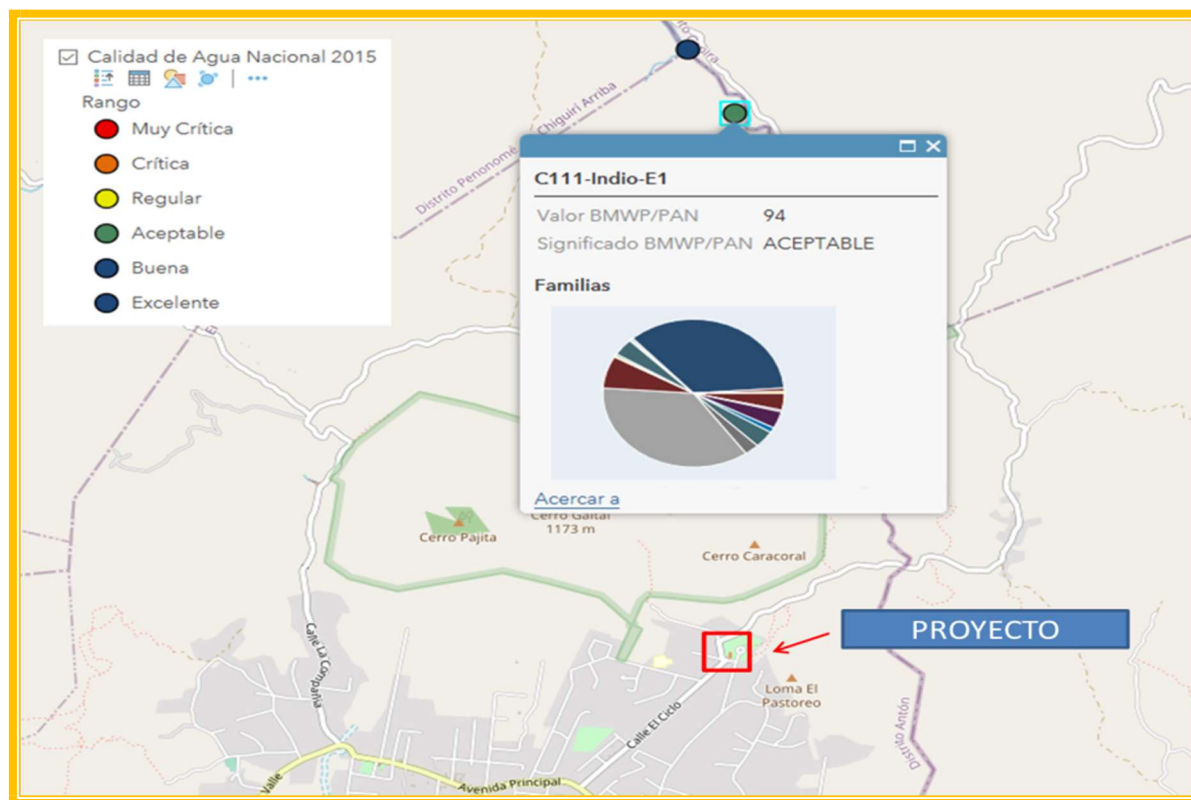 Calidad de Agua Nacional 2015
Rango
Muy Crítica
Crítica
Regular
Aceptable
Buena
Excelente
Chiguirí Arriba
Distrito Penonomé
C111-Indio-E1
Valor BMWP/PAN 94
Significado BMWP/PAN ACEPTABLE
Familias
Acercar a
Cerro Gaital
1173 m
Cerro Pajita
Cerro Caracoral
PROYECTO
Loma El
Pastoreo
Calle La Compañía
Calle El Ciclo
Distrito Antón
Valle
Avenida Principal